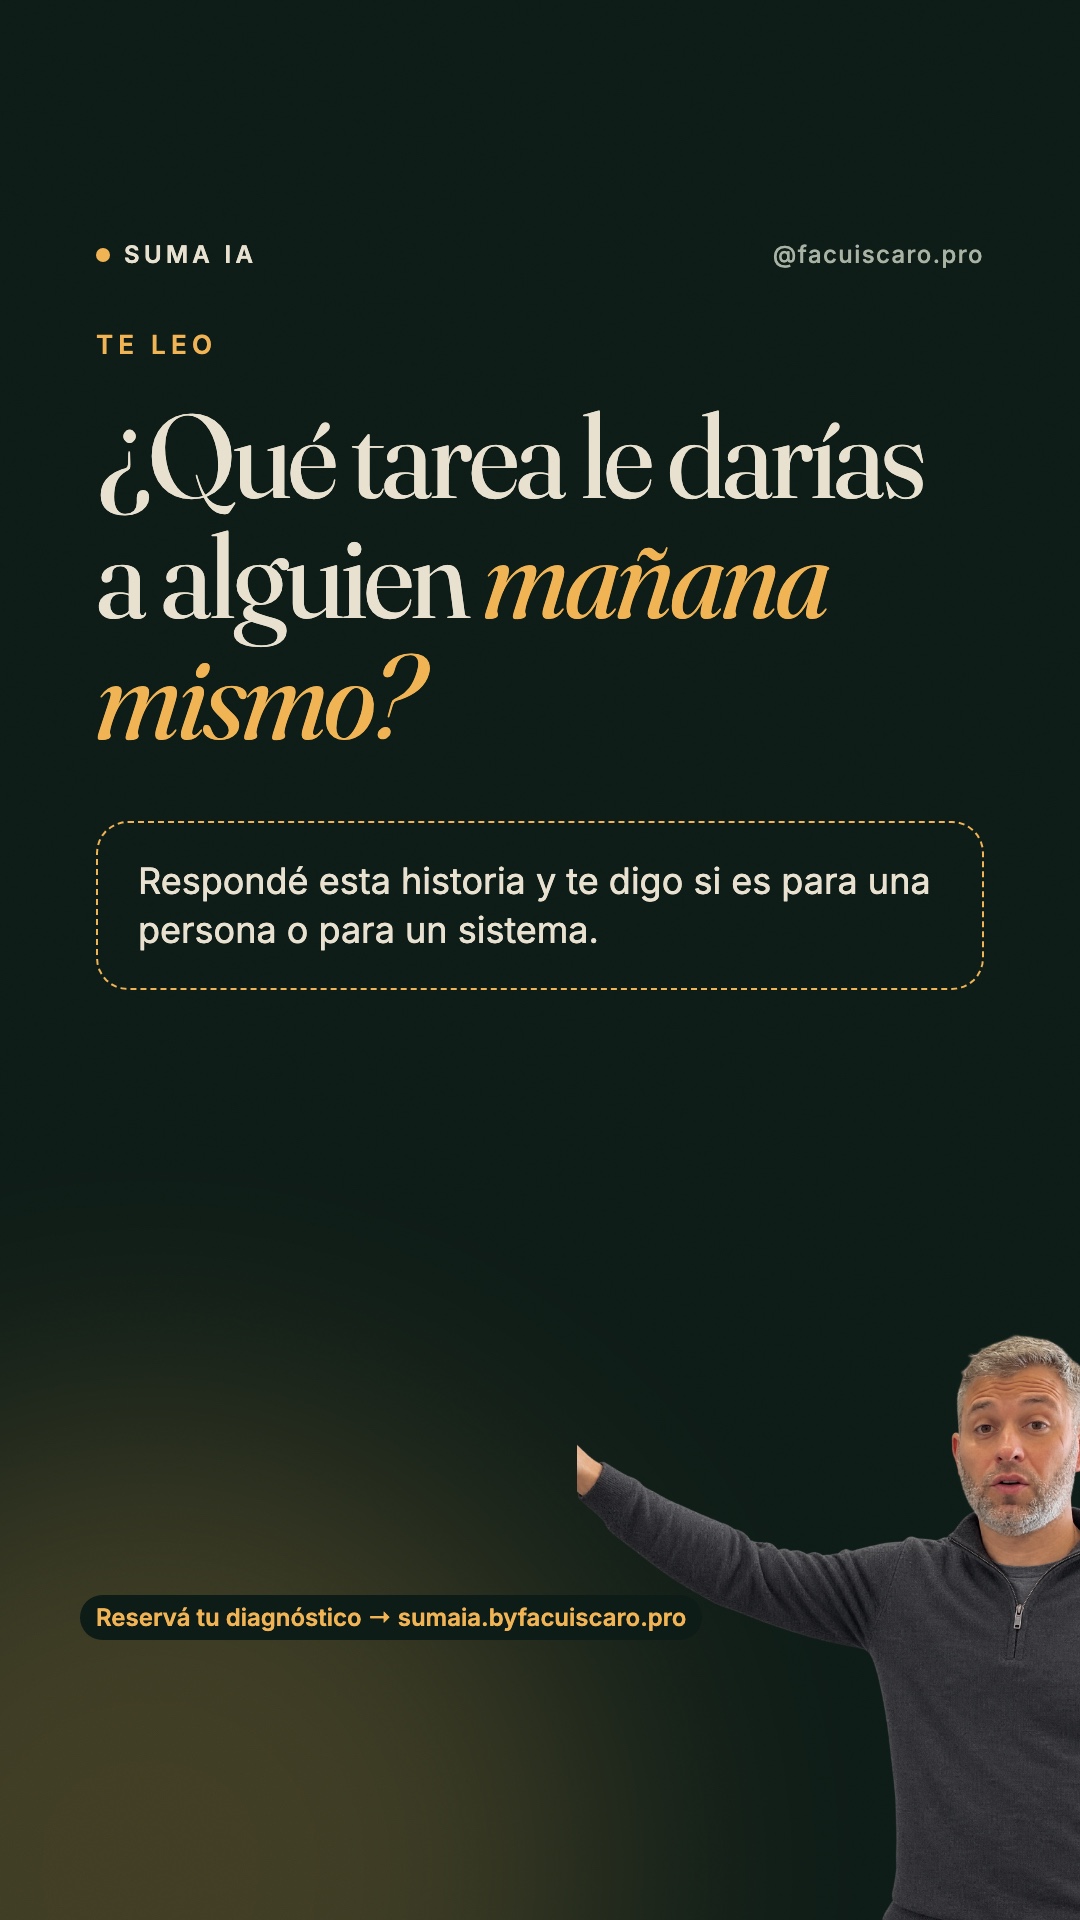 SUMA IA
@facuiscaro.pro
TE LEO
¿Qué tarea le darías
a alguien mañana
mismo?
Respondé esta historia y te digo si es para una
persona o para un sistema.
Reservá tu diagnóstico → sumaia.byfacuiscaro.pro